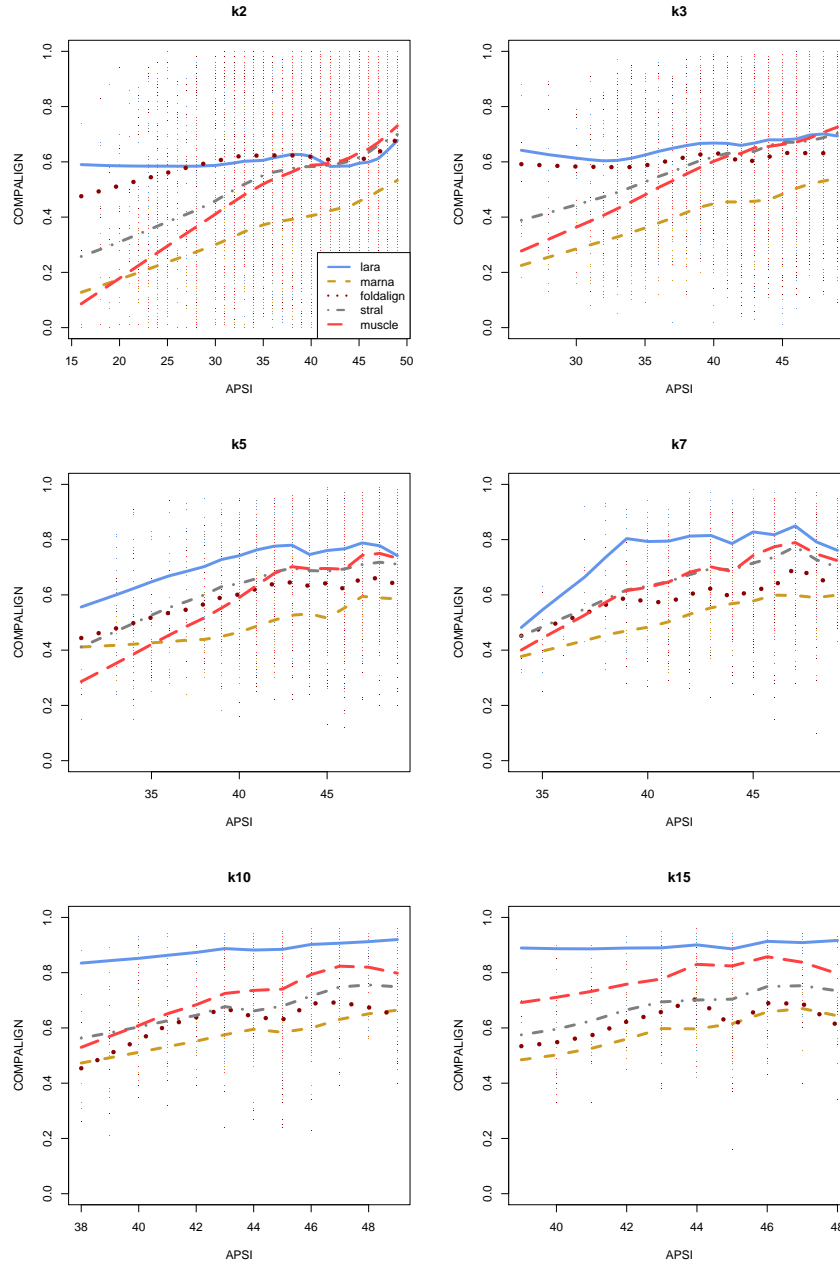 k2
COMPALIGN
0.0 0.2 0.4 0.6 0.8 1.0
lara
marna
foldalign
stral
muscle
15 20 25 30 35 40 45 50
APSI
k3
COMPALIGN
0.0 0.2 0.4 0.6 0.8 1.0
30 35 40 45
APSI
k5
COMPALIGN
0.0 0.2 0.4 0.6 0.8 1.0
35 40 45
APSI
k7
COMPALIGN
0.0 0.2 0.4 0.6 0.8 1.0
35 40 45
APSI
k10
COMPALIGN
0.0 0.2 0.4 0.6 0.8 1.0
38 40 42 44 46 48
APSI
k15
COMPALIGN
0.0 0.2 0.4 0.6 0.8 1.0
40 42 44 46 48
APSI